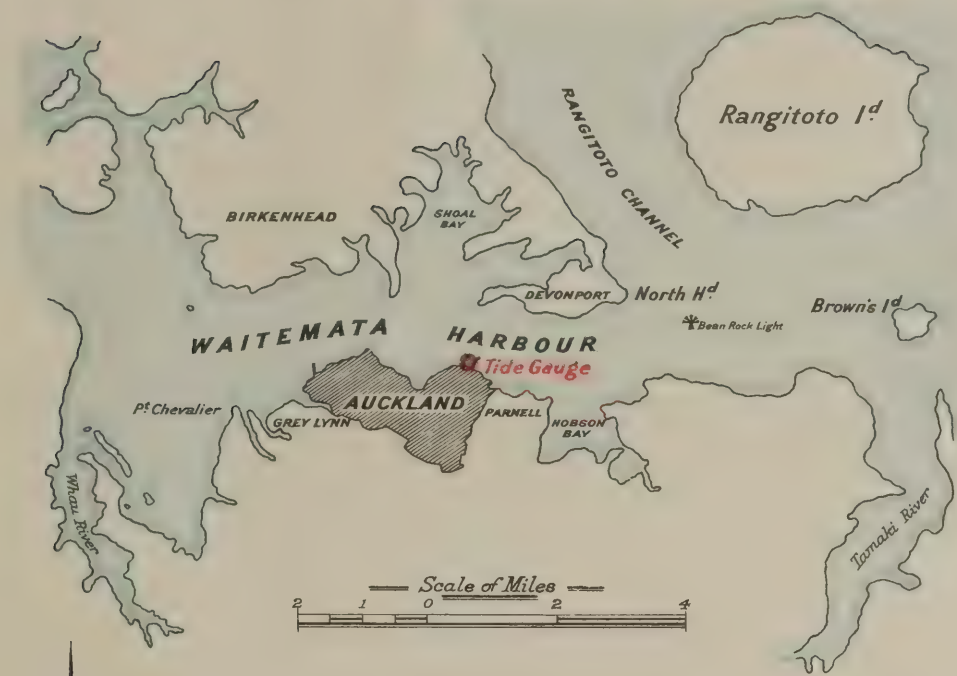 Rangitoto Iᵈ.
RANGITOTO CHANNEL
BIRKENHEAD
SHOAL
BAY
DEVONPORT
North Hᵈ.
Brown's Iᵈ
Bean Rock Light
WAITEMATA HARBOUR
Tide Gauge
Pᵗ Chevalier
GREY LYNN
AUCKLAND
PARNELL
HOBSON
BAY
Whau River
Tamaki River
Scale of Miles
2 1 0 2 4